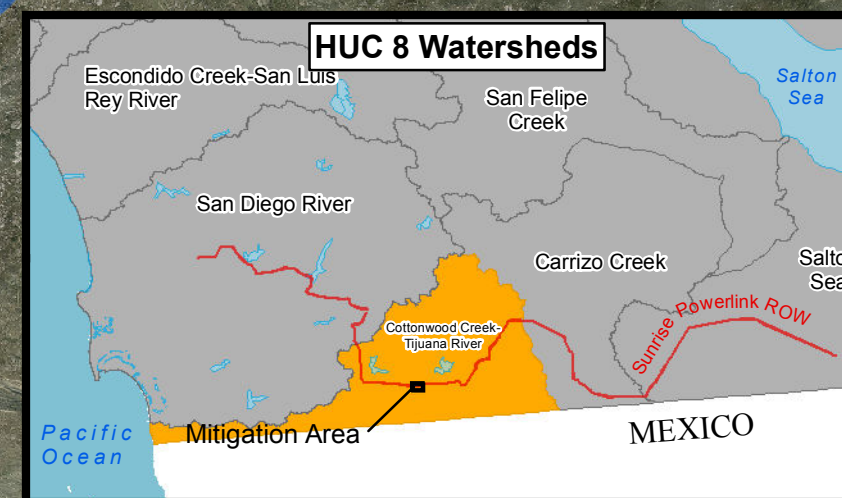 HUC 8 Watersheds
Escondido Creek-San Luis
Rey River
San Felipe
Creek
Salton
Sea
San Diego River
Carrizo Creek
Salto
Sea
Cottonwood Creek-
Tijuana River
Sunrise Powerlink ROW
Mitigation Area
MEXICO
Pacific
Ocean